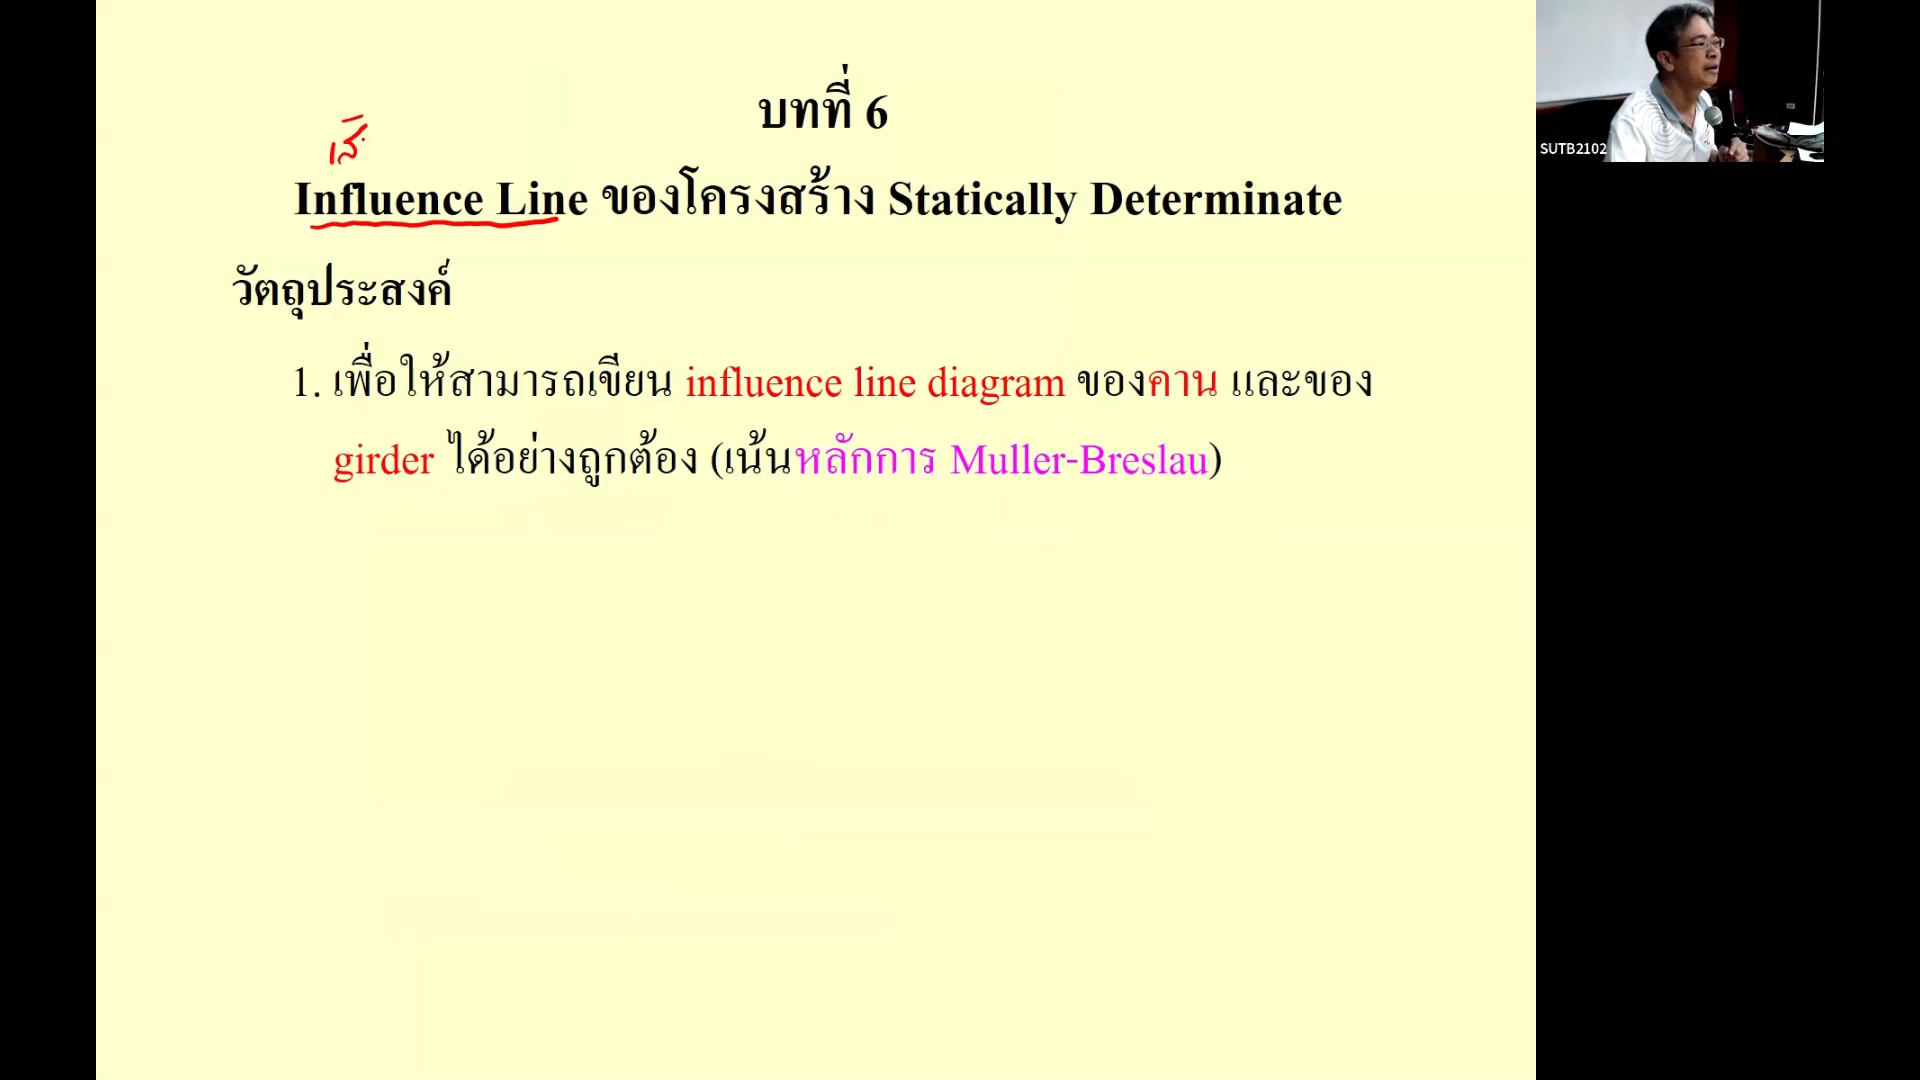 บทที่ 6
Influence Line ของโครงสร้าง Statically Determinate
วัตถุประสงค์
1. เพื่อให้สามารถเขียน influence line diagram ของคาน และของ
girder ได้อย่างถูกต้อง (เน้นหลักการ Muller-Breslau)
SUTB2102